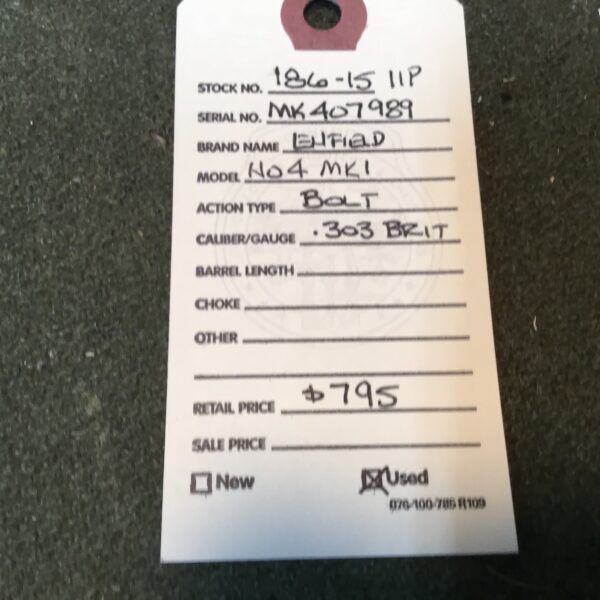 STOCK NO. 186-15 11P
SERIAL NO. MK407989
BRAND NAME ENFIELD
MODEL NO4 MK1
ACTION TYPE BOLT
CALIBER/GAUGE .303 BRIT
BARREL LENGTH
CHOKE
OTHER
RETAIL PRICE $795
SALE PRICE
New Used
076-100-785 R109